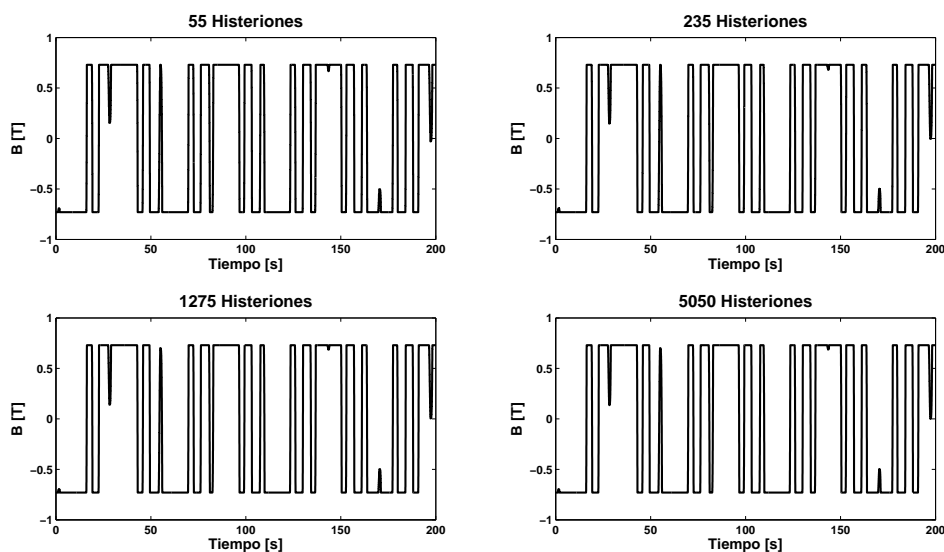 55 Histeriones
1
0.5
0
−0.5
−1
0 50 100 150 200
B [T]
Tiempo [s]
235 Histeriones
1
0.5
0
−0.5
−1
0 50 100 150 200
B [T]
Tiempo [s]
1275 Histeriones
1
0.5
0
−0.5
−1
0 50 100 150 200
B [T]
Tiempo [s]
5050 Histeriones
1
0.5
0
−0.5
−1
0 50 100 150 200
B [T]
Tiempo [s]